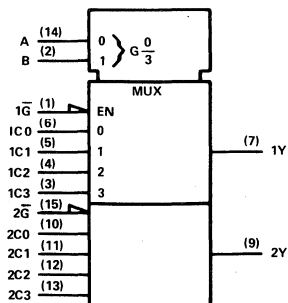 A (14) 0
B (2) 1 } G 0/3
MUX
1G̅ (1) EN
IC0 (6) 0
1C1 (5) 1
1C2 (4) 2
1C3 (3) 3
(7) 1Y
2G̅ (15)
2C0 (10)
2C1 (11)
2C2 (12)
2C3 (13)
(9) 2Y